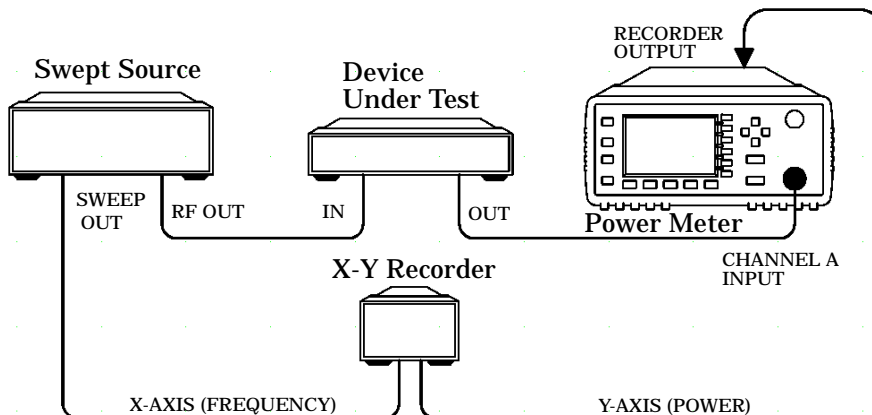 RECORDER
OUTPUT
Swept Source
Device
Under Test
SWEEP
OUT
RF OUT
IN
OUT
Power Meter
CHANNEL A
INPUT
X-Y Recorder
X-AXIS (FREQUENCY)
Y-AXIS (POWER)